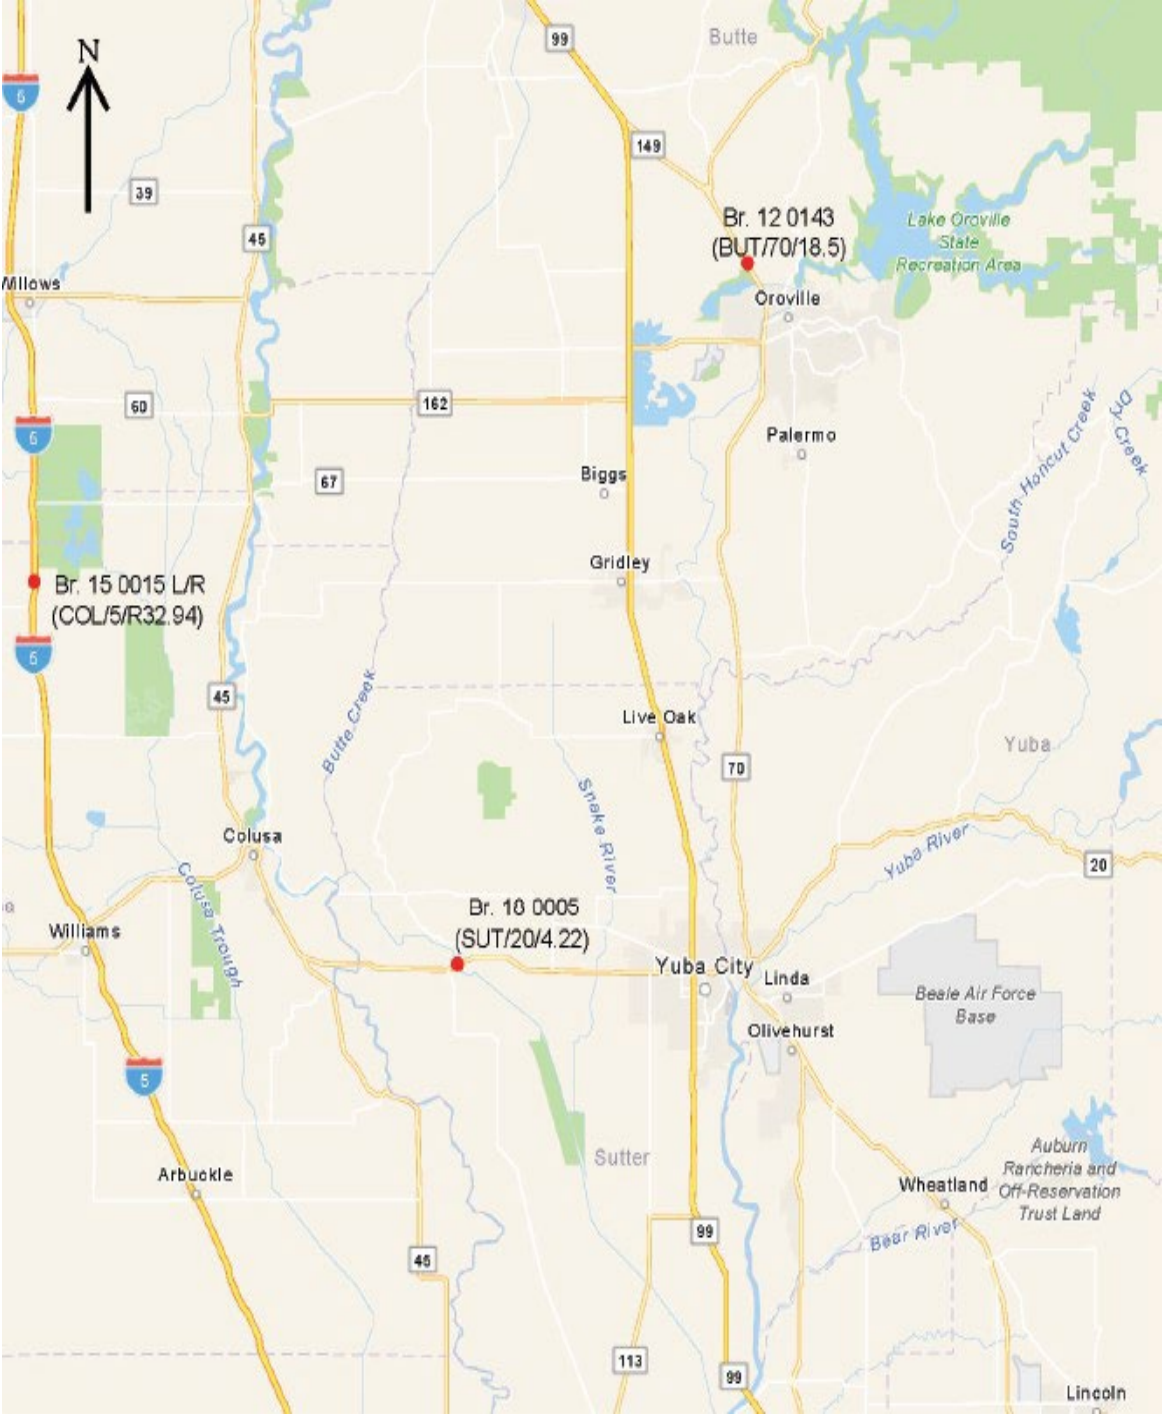 99
Butte
N
5
149
39
Br. 12 0143
(BUT/70/18.5)
Lake Oroville
State
Recreation Area
45
Willows
Oroville
60
162
5
Palermo
South Honcut Creek
Dry Creek
67
Biggs
Gridley
Br. 15 0015 L/R
(COL/5/R32.94)
5
45
Butte Creek
Live Oak
Yuba
70
Snake River
Colusa
Yuba River
20
Colusa Trough
Williams
Br. 18 0005
(SUT/20/4.22)
Yuba City
Linda
Beale Air Force
Base
Olivehurst
5
Sutter
Auburn
Rancheria and
Off-Reservation
Trust Land
Arbuckle
Wheatland
Bear River
99
45
113
99
Lincoln